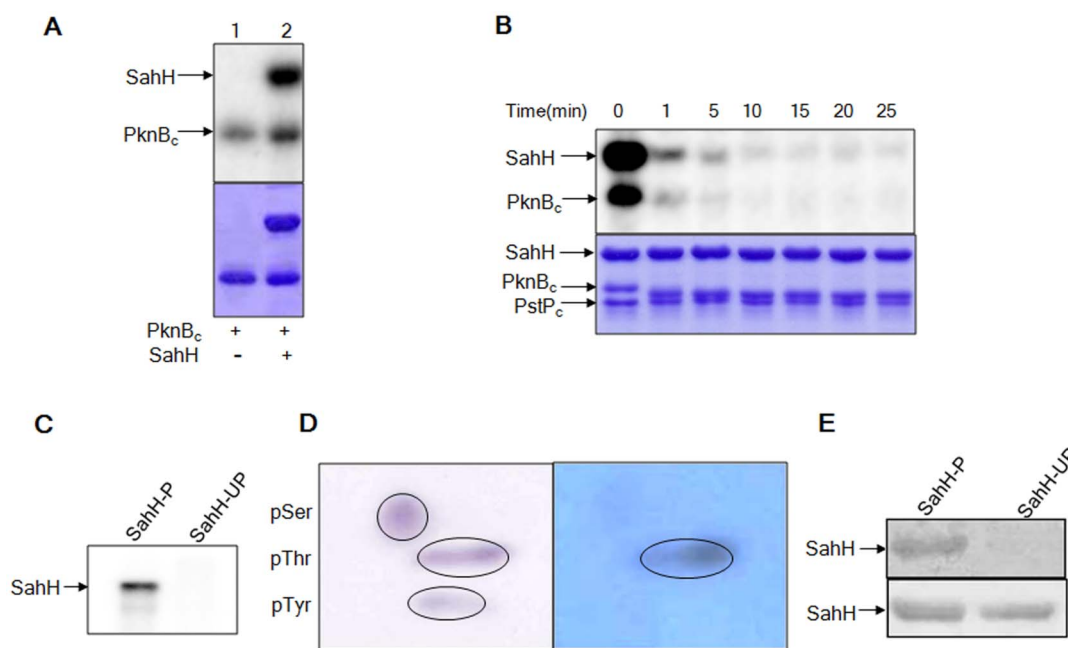 A
1 2
SahH
PknBc
PknBc + +
SahH - +
B
Time(min) 0 1 5 10 15 20 25
SahH
PknBc
SahH
PknBc
PstPc
C
SahH-P SahH-UP
SahH
D
pSer
pThr
pTyr
E
SahH-P SahH-UP
SahH
SahH